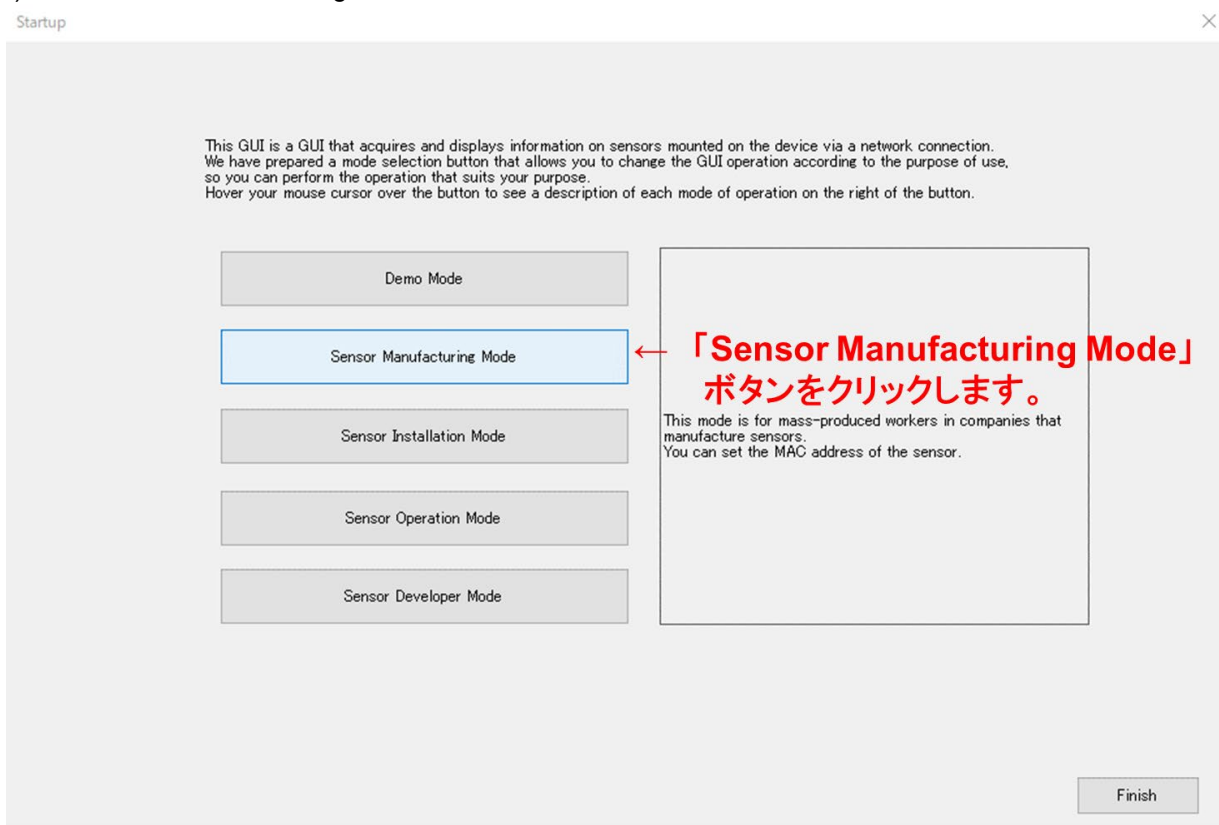 Startup
This GUI is a GUI that acquires and displays information on sensors mounted on the device via a network connection.
We have prepared a mode selection button that allows you to change the GUI operation according to the purpose of use,
so you can perform the operation that suits your purpose.
Hover your mouse cursor over the button to see a description of each mode of operation on the right of the button.
Demo Mode
Sensor Manufacturing Mode
← 「Sensor Manufacturing Mode」
ボタンをクリックします。
This mode is for mass-produced workers in companies that
manufacture sensors.
You can set the MAC address of the sensor.
Sensor Installation Mode
Sensor Operation Mode
Sensor Developer Mode
Finish